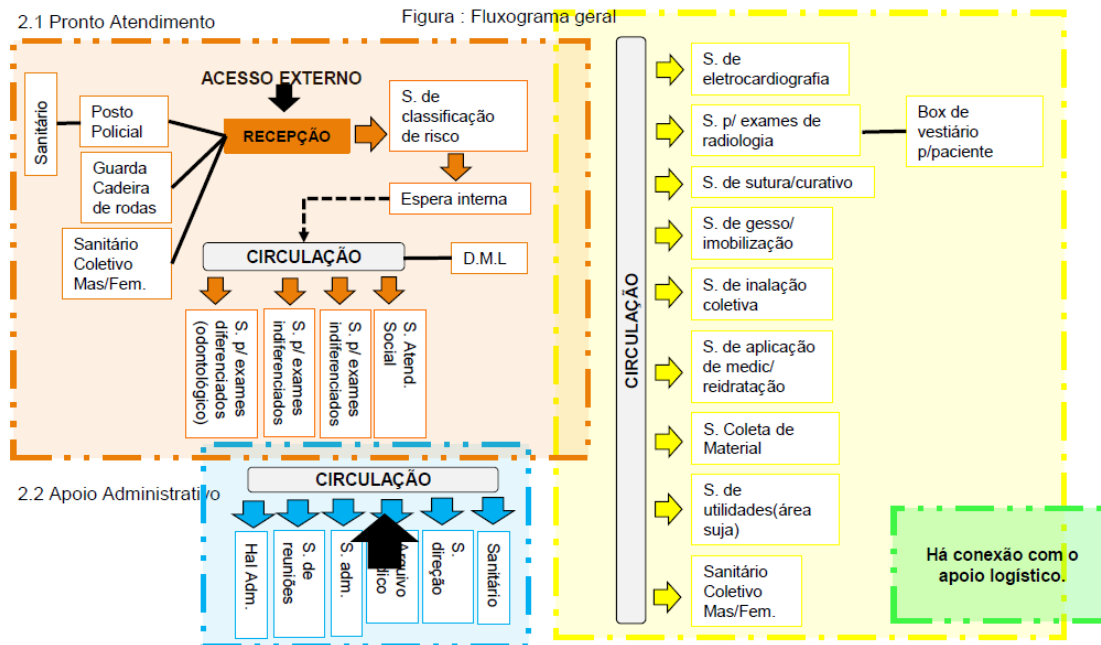 2.1 Pronto Atendimento
Figura : Fluxograma geral
ACESSO EXTERNO
Sanitário
Posto
Policial
RECEPÇÃO
S. de
classificação
de risco
Guarda
Cadeira
de rodas
Espera interna
Sanitário
Coletivo
Mas/Fem.
CIRCULAÇÃO
D.M.L
S. p/ exames
diferenciados
(odontológico)
S. p/ exames
indiferenciados
S. p/ exames
indiferenciados
S. Atend.
Social
2.2 Apoio Administrativo
CIRCULAÇÃO
Hal Adm.
S. de
reuniões
S. adm.
Arquivo
S.
direção
Sanitário
CIRCULAÇÃO
S. de
eletrocardiografia
S. p/ exames de
radiologia
Box de
vestiário
p/paciente
S. de sutura/curativo
S. de gesso/
imobilização
S. de inalação
coletiva
S. de aplicação
de medic/
reidratação
S. Coleta de
Material
S. de
utilidades(área
suja)
Sanitário
Coletivo
Mas/Fem.
Há conexão com o
apoio logístico.